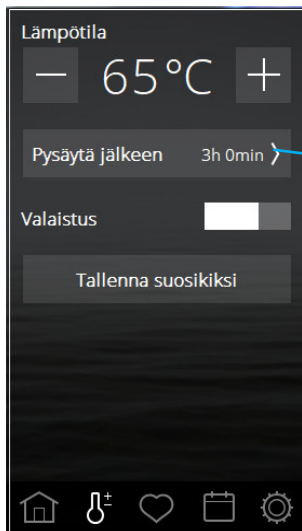 Lämpötila
65°C
Pysäytä jälkeen 3h 0min
Valaistus
Tallenna suosikiksi